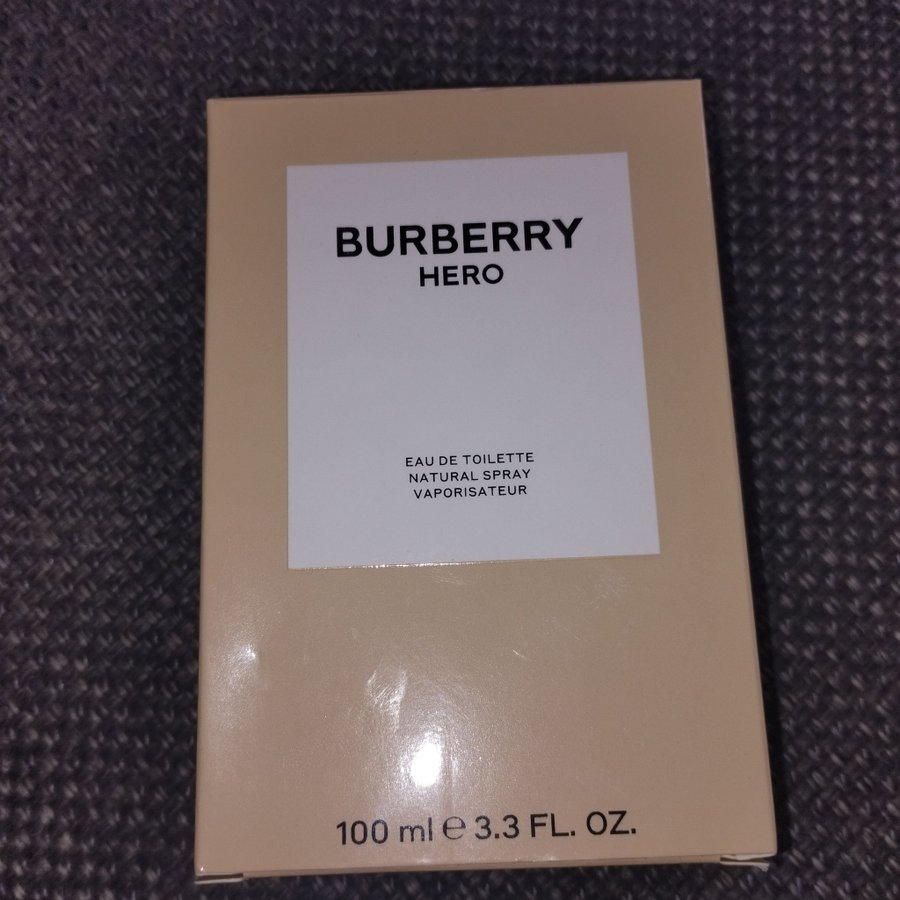 BURBERRY
HERO
EAU DE TOILETTE
NATURAL SPRAY
VAPORISATEUR
100 ml ℮ 3.3 FL. OZ.